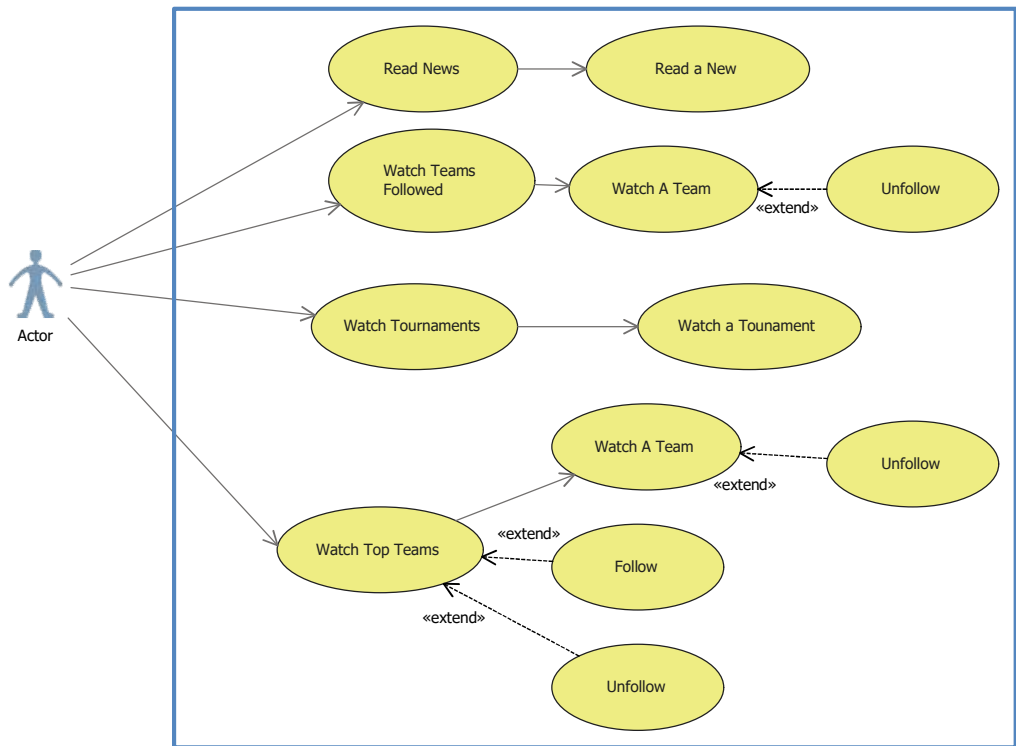 Read News
Read a New
Watch Teams
Followed
Watch A Team
«extend»
Unfollow
Actor
Watch Tournaments
Watch a Tounament
Watch A Team
«extend»
Unfollow
Watch Top Teams
«extend»
Follow
«extend»
Unfollow